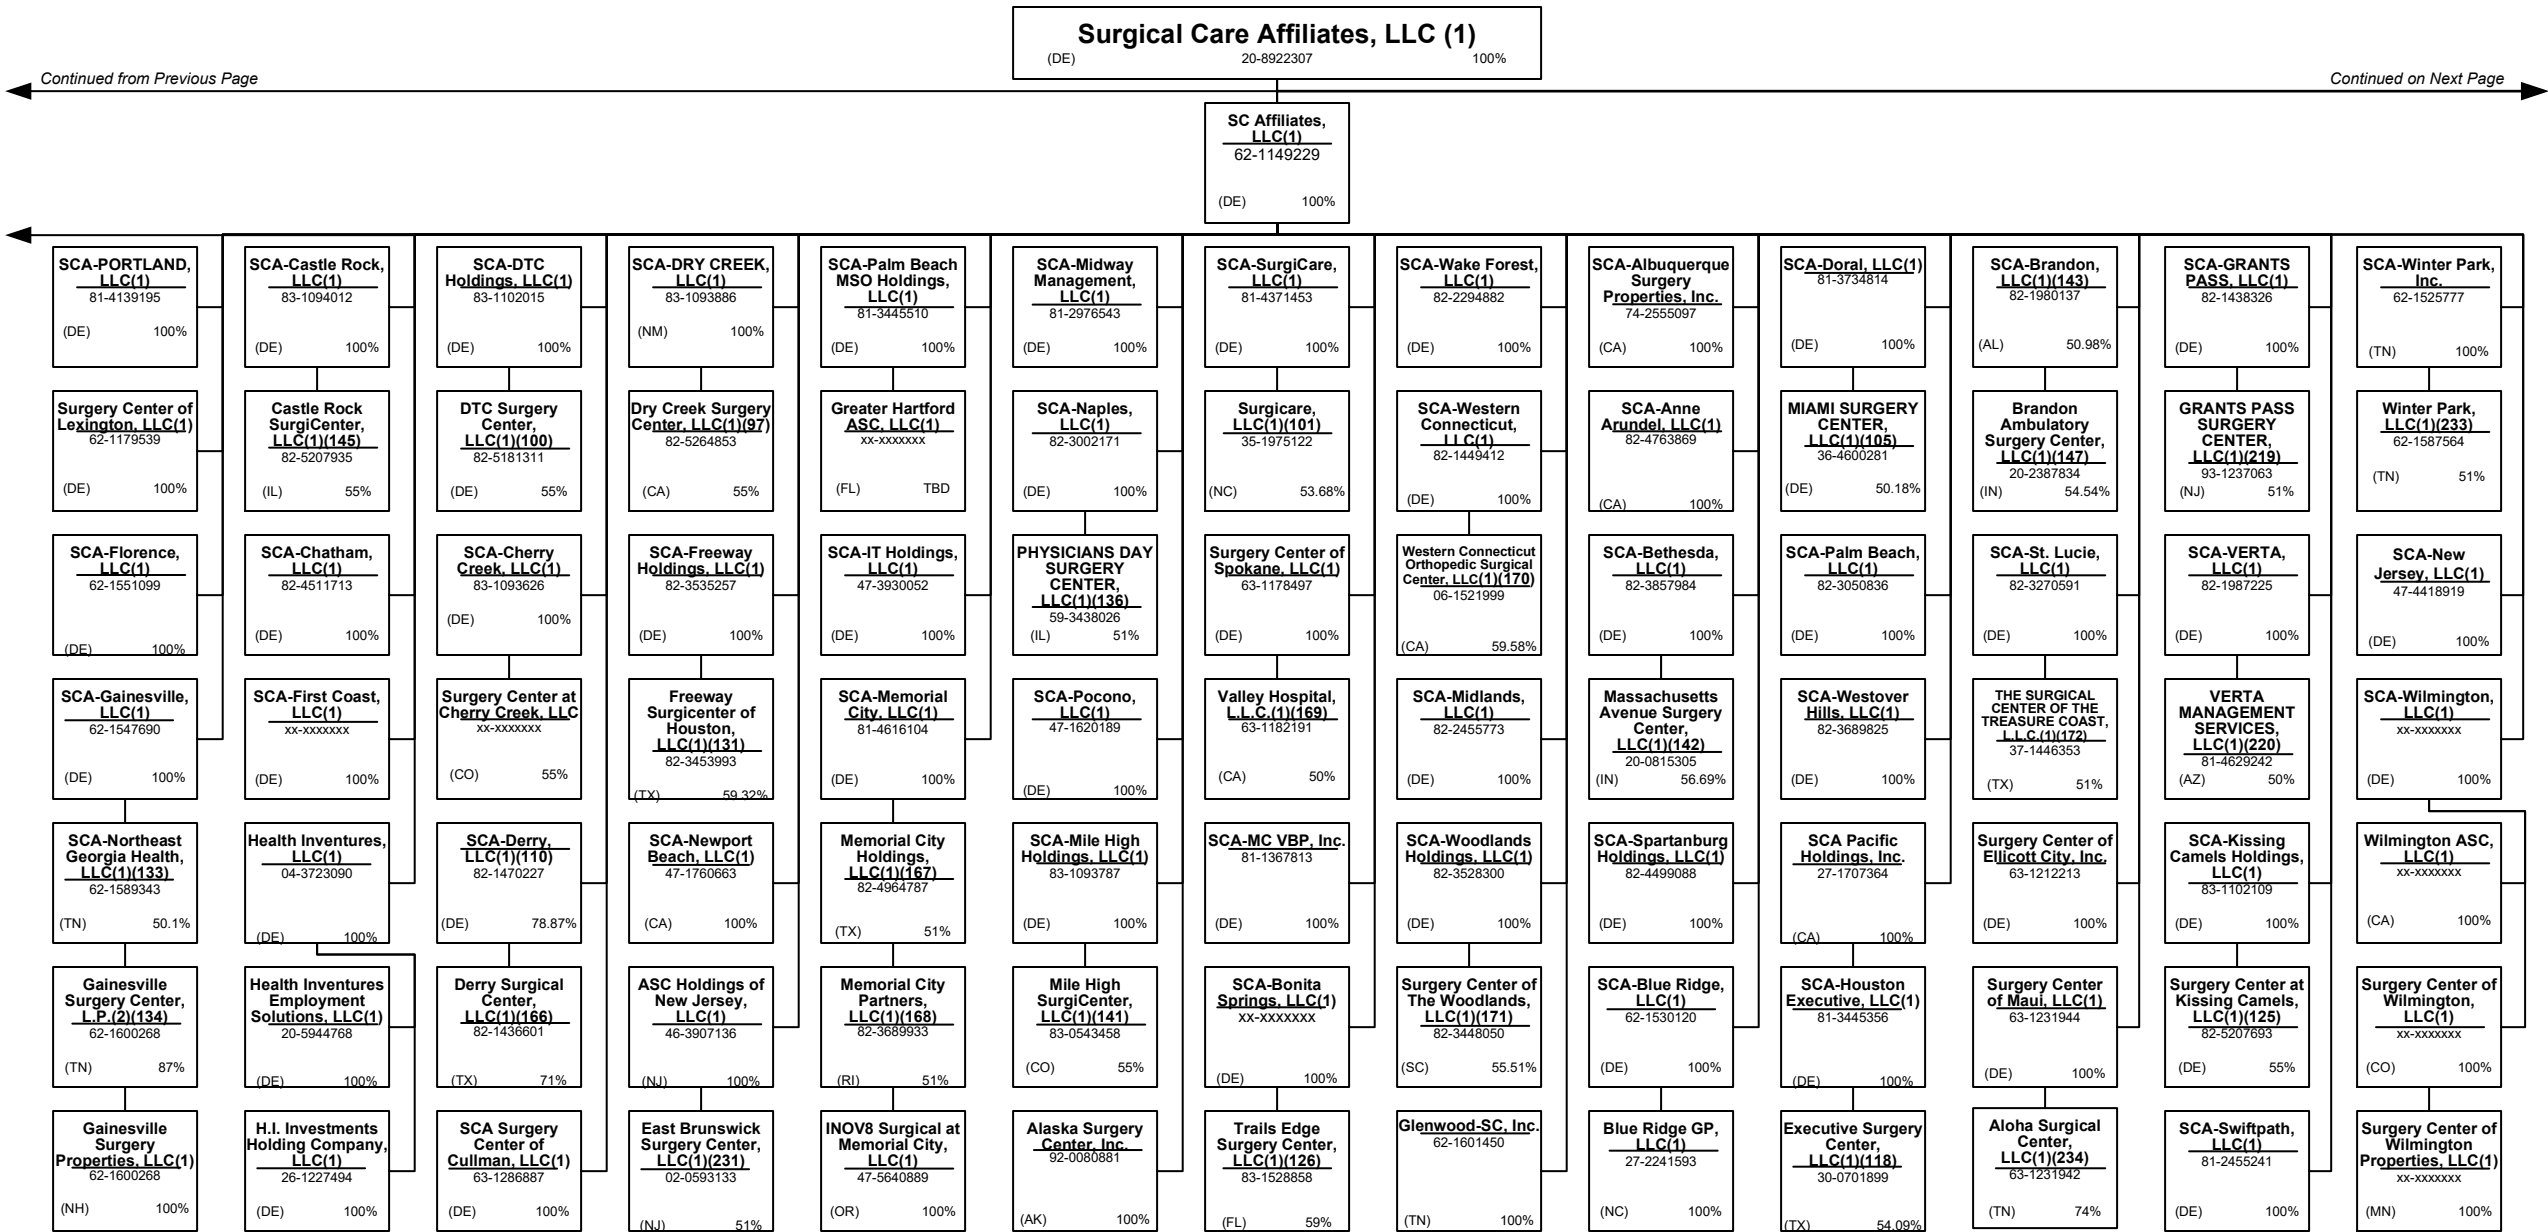 Surgical Care Affiliates, LLC (1)
(DE) 20-8922307 100%
Continued from Previous Page
Continued on Next Page
SC Affiliates,
LLC(1)
62-1149229
(DE) 100%
SCA-PORTLAND,
LLC(1)
81-4139195
(DE) 100%
SCA-Castle Rock,
LLC(1)
83-1094012
(DE) 100%
SCA-DTC
Holdings, LLC(1)
83-1102015
(DE) 100%
SCA-DRY CREEK,
LLC(1)
83-1093886
(NM) 100%
SCA-Palm Beach
MSO Holdings,
LLC(1)
81-3445510
(DE) 100%
SCA-Midway
Management,
LLC(1)
81-2976543
(DE) 100%
SCA-SurgiCare,
LLC(1)
81-4371453
(DE) 100%
SCA-Wake Forest,
LLC(1)
82-2294882
(DE) 100%
SCA-Albuquerque
Surgery
Properties, Inc.
74-2555097
(CA) 100%
SCA-Doral, LLC(1)
81-3734814
(DE) 100%
SCA-Brandon,
LLC(1)(143)
82-1980137
(AL) 50.98%
SCA-GRANTS
PASS, LLC(1)
82-1438326
(DE) 100%
SCA-Winter Park,
Inc.
62-1525777
(TN) 100%
Surgery Center of
Lexington, LLC(1)
62-1179539
(DE) 100%
Castle Rock
SurgiCenter,
LLC(1)(145)
82-5207935
(IL) 55%
DTC Surgery
Center,
LLC(1)(100)
82-5181311
(DE) 55%
Dry Creek Surgery
Center, LLC(1)(97)
82-5264853
(CA) 55%
Greater Hartford
ASC, LLC(1)
xx-xxxxxxx
(FL) TBD
SCA-Naples,
LLC(1)
82-3002171
(DE) 100%
Surgicare,
LLC(1)(101)
35-1975122
(NC) 53.68%
SCA-Western
Connecticut,
LLC(1)
82-1449412
(DE) 100%
SCA-Anne
Arundel, LLC(1)
82-4763869
(CA) 100%
MIAMI SURGERY
CENTER,
LLC(1)(105)
36-4600281
(DE) 50.18%
Brandon
Ambulatory
Surgery Center,
LLC(1)(147)
20-2387834
(IN) 54.54%
GRANTS PASS
SURGERY
CENTER,
LLC(1)(219)
93-1237063
(NJ) 51%
Winter Park,
LLC(1)(233)
62-1587564
(TN) 51%
SCA-Florence,
LLC(1)
62-1551099
(DE) 100%
SCA-Chatham,
LLC(1)
82-4511713
(DE) 100%
SCA-Cherry
Creek, LLC(1)
83-1093626
(DE) 100%
SCA-Freeway
Holdings, LLC(1)
82-3535257
(DE) 100%
SCA-IT Holdings,
LLC(1)
47-3930052
(DE) 100%
PHYSICIANS DAY
SURGERY
CENTER,
LLC(1)(136)
59-3438026
(IL) 51%
Surgery Center of
Spokane, LLC(1)
63-1178497
(DE) 100%
Western Connecticut
Orthopedic Surgical
Center, LLC(1)(170)
06-1521999
(CA) 59.58%
SCA-Bethesda,
LLC(1)
82-3857984
(DE) 100%
SCA-Palm Beach,
LLC(1)
82-3050836
(DE) 100%
SCA-St. Lucie,
LLC(1)
82-3270591
(DE) 100%
SCA-VERTA,
LLC(1)
82-1987225
(DE) 100%
SCA-New
Jersey, LLC(1)
47-4418919
(DE) 100%
SCA-Gainesville,
LLC(1)
62-1547690
(DE) 100%
SCA-First Coast,
LLC(1)
xx-xxxxxxx
(DE) 100%
Surgery Center at
Cherry Creek, LLC
xx-xxxxxxx
(CO) 55%
Freeway
Surgicenter of
Houston,
LLC(1)(131)
82-3453993
(TX) 59.32%
SCA-Memorial
City, LLC(1)
81-4616104
(DE) 100%
SCA-Pocono,
LLC(1)
47-1620189
(DE) 100%
Valley Hospital,
L.L.C.(1)(169)
63-1182191
(CA) 50%
SCA-Midlands,
LLC(1)
82-2455773
(DE) 100%
Massachusetts
Avenue Surgery
Center,
LLC(1)(142)
20-0815305
(IN) 56.69%
SCA-Westover
Hills, LLC(1)
82-3689825
(DE) 100%
THE SURGICAL
CENTER OF THE
TREASURE COAST,
L.L.C.(1)(172)
37-1446353
(TX) 51%
VERTA
MANAGEMENT
SERVICES,
LLC(1)(220)
81-4629242
(AZ) 50%
SCA-Wilmington,
LLC(1)
xx-xxxxxxx
(DE) 100%
SCA-Northeast
Georgia Health,
LLC(1)(133)
62-1589343
(TN) 50.1%
Health Inventures,
LLC(1)
04-3723090
(DE) 100%
SCA-Derry,
LLC(1)(110)
82-1470227
(DE) 78.87%
SCA-Newport
Beach, LLC(1)
47-1760663
(CA) 100%
Memorial City
Holdings,
LLC(1)(167)
82-4964787
(TX) 51%
SCA-Mile High
Holdings, LLC(1)
83-1093787
(DE) 100%
SCA-MC VBP, Inc.
81-1367813
(DE) 100%
SCA-Woodlands
Holdings, LLC(1)
82-3528300
(DE) 100%
SCA-Spartanburg
Holdings, LLC(1)
82-4499088
(DE) 100%
SCA Pacific
Holdings, Inc.
27-1707364
(CA) 100%
Surgery Center of
Ellicott City, Inc.
63-1212213
(DE) 100%
SCA-Kissing
Camels Holdings,
LLC(1)
83-1102109
(DE) 100%
Wilmington ASC,
LLC(1)
xx-xxxxxxx
(CA) 100%
Gainesville
Surgery Center,
L.P.(2)(134)
62-1600268
(TN) 87%
Health Inventures
Employment
Solutions, LLC(1)
20-5944768
(DE) 100%
Derry Surgical
Center,
LLC(1)(166)
82-1436601
(TX) 71%
ASC Holdings of
New Jersey,
LLC(1)
46-3907136
(NJ) 100%
Memorial City
Partners,
LLC(1)(168)
82-3689933
(RI) 51%
Mile High
SurgiCenter,
LLC(1)(141)
83-0543458
(CO) 55%
SCA-Bonita
Springs, LLC(1)
xx-xxxxxxx
(DE) 100%
Surgery Center of
The Woodlands,
LLC(1)(171)
82-3448050
(SC) 55.51%
SCA-Blue Ridge,
LLC(1)
62-1530120
(DE) 100%
SCA-Houston
Executive, LLC(1)
81-3445356
(DE) 100%
Surgery Center
of Maui, LLC(1)
63-1231944
(DE) 100%
Surgery Center at
Kissing Camels,
LLC(1)(125)
82-5207693
(DE) 55%
Surgery Center of
Wilmington,
LLC(1)
xx-xxxxxxx
(CO) 100%
Gainesville
Surgery
Properties, LLC(1)
62-1600268
(NH) 100%
H.I. Investments
Holding Company,
LLC(1)
26-1227494
(DE) 100%
SCA Surgery
Center of
Cullman, LLC(1)
63-1286887
(DE) 100%
East Brunswick
Surgery Center,
LLC(1)(231)
02-0593133
(NJ) 51%
INOV8 Surgical at
Memorial City,
LLC(1)
47-5640889
(OR) 100%
Alaska Surgery
Center, Inc.
92-0080881
(AK) 100%
Trails Edge
Surgery Center,
LLC(1)(126)
83-1528858
(FL) 59%
Glenwood-SC, Inc.
62-1601450
(TN) 100%
Blue Ridge GP,
LLC(1)
27-2241593
(NC) 100%
Executive Surgery
Center,
LLC(1)(118)
30-0701899
(TX) 54.09%
Aloha Surgical
Center,
LLC(1)(234)
63-1231942
(TN) 74%
SCA-Swiftpath,
LLC(1)
81-2455241
(DE) 100%
Surgery Center of
Wilmington
Properties, LLC(1)
xx-xxxxxxx
(MN) 100%